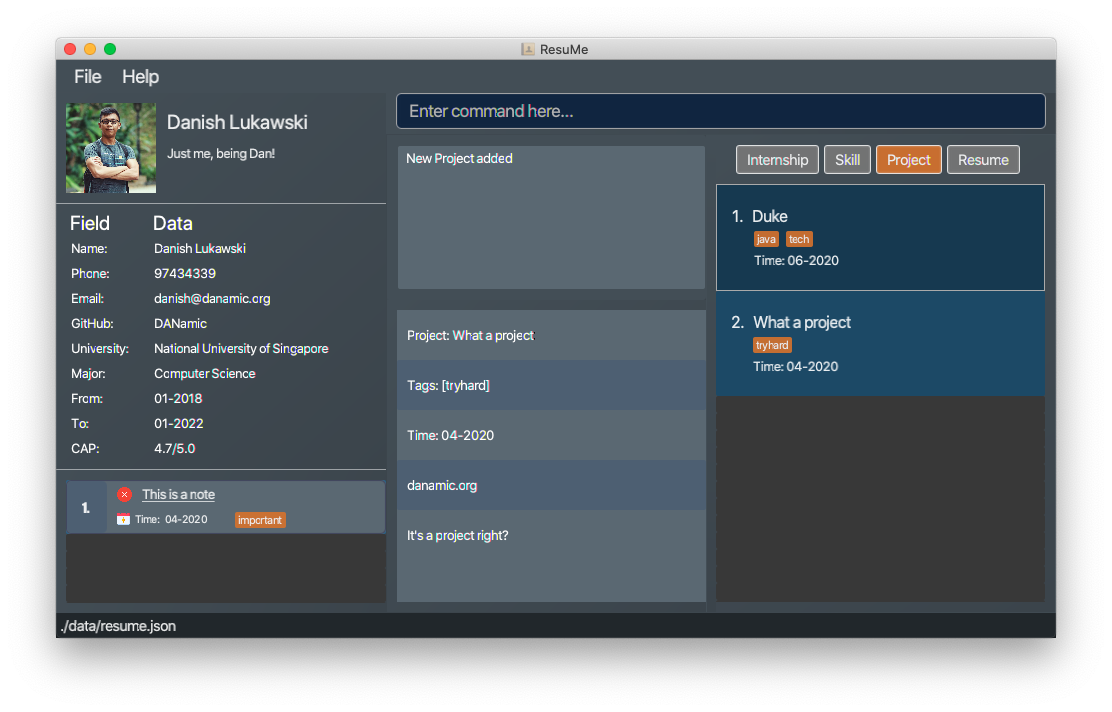 ResuMe
File Help
Danish Lukawski
Just me, being Dan!
Field Data
Name: Danish Lukawski
Phone: 97434339
Email: danish@danamic.org
GitHub: DANamic
University: National University of Singapore
Major: Computer Science
From: 01-2018
To: 01-2022
CAP: 4.7/5.0
1. This is a note
Time: 04-2020 important
Enter command here...
New Project added
Project: What a project
Tags: [tryhard]
Time: 04-2020
danamic.org
It's a project right?
Internship Skill Project Resume
1. Duke
java tech
Time: 06-2020
2. What a project
tryhard
Time: 04-2020
./data/resume.json